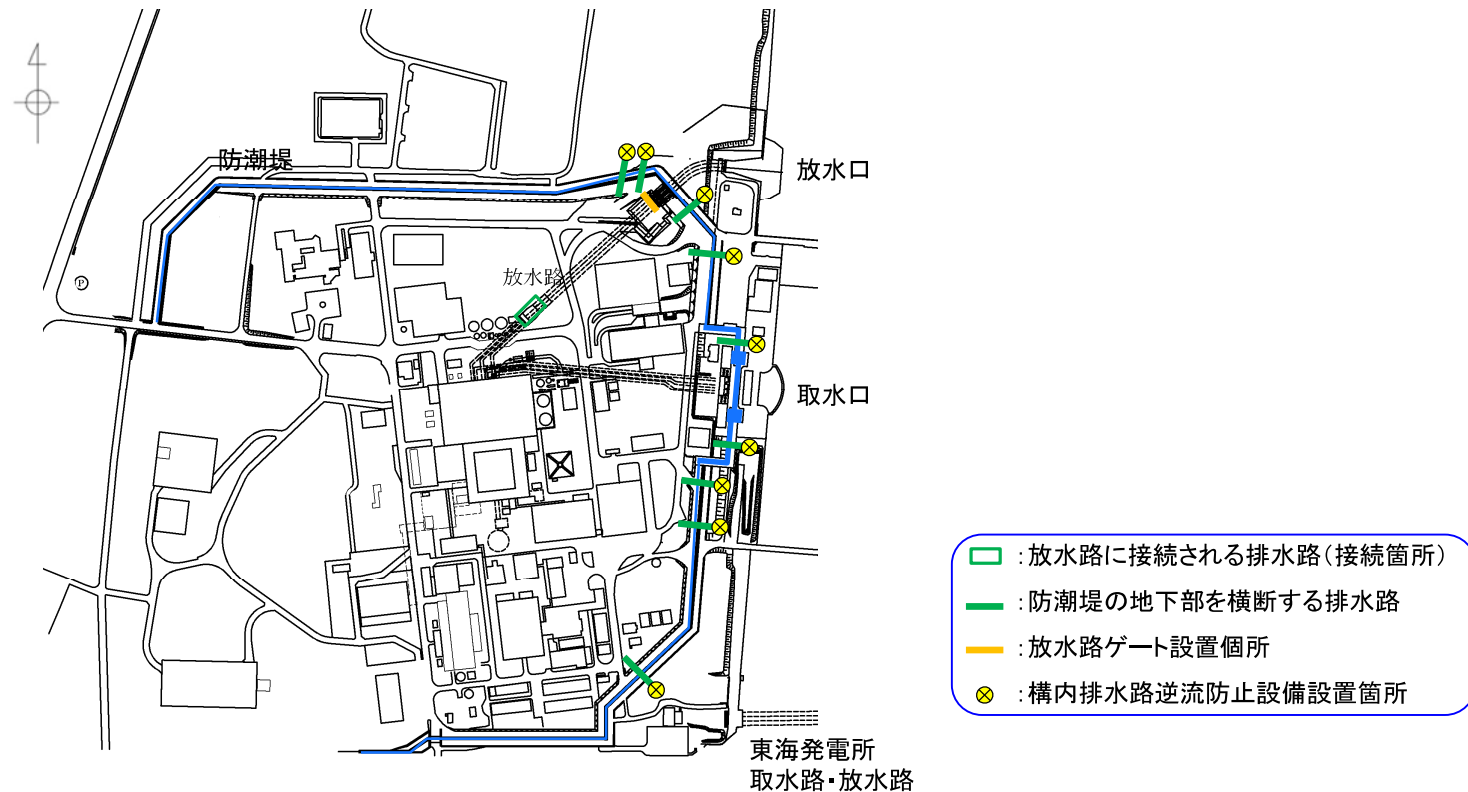 防潮堤
放水口
放水路
P
取水口
:放水路に接続される排水路(接続箇所)
:防潮堤の地下部を横断する排水路
:放水路ゲート設置個所
:構内排水路逆流防止設備設置箇所
東海発電所
取水路・放水路